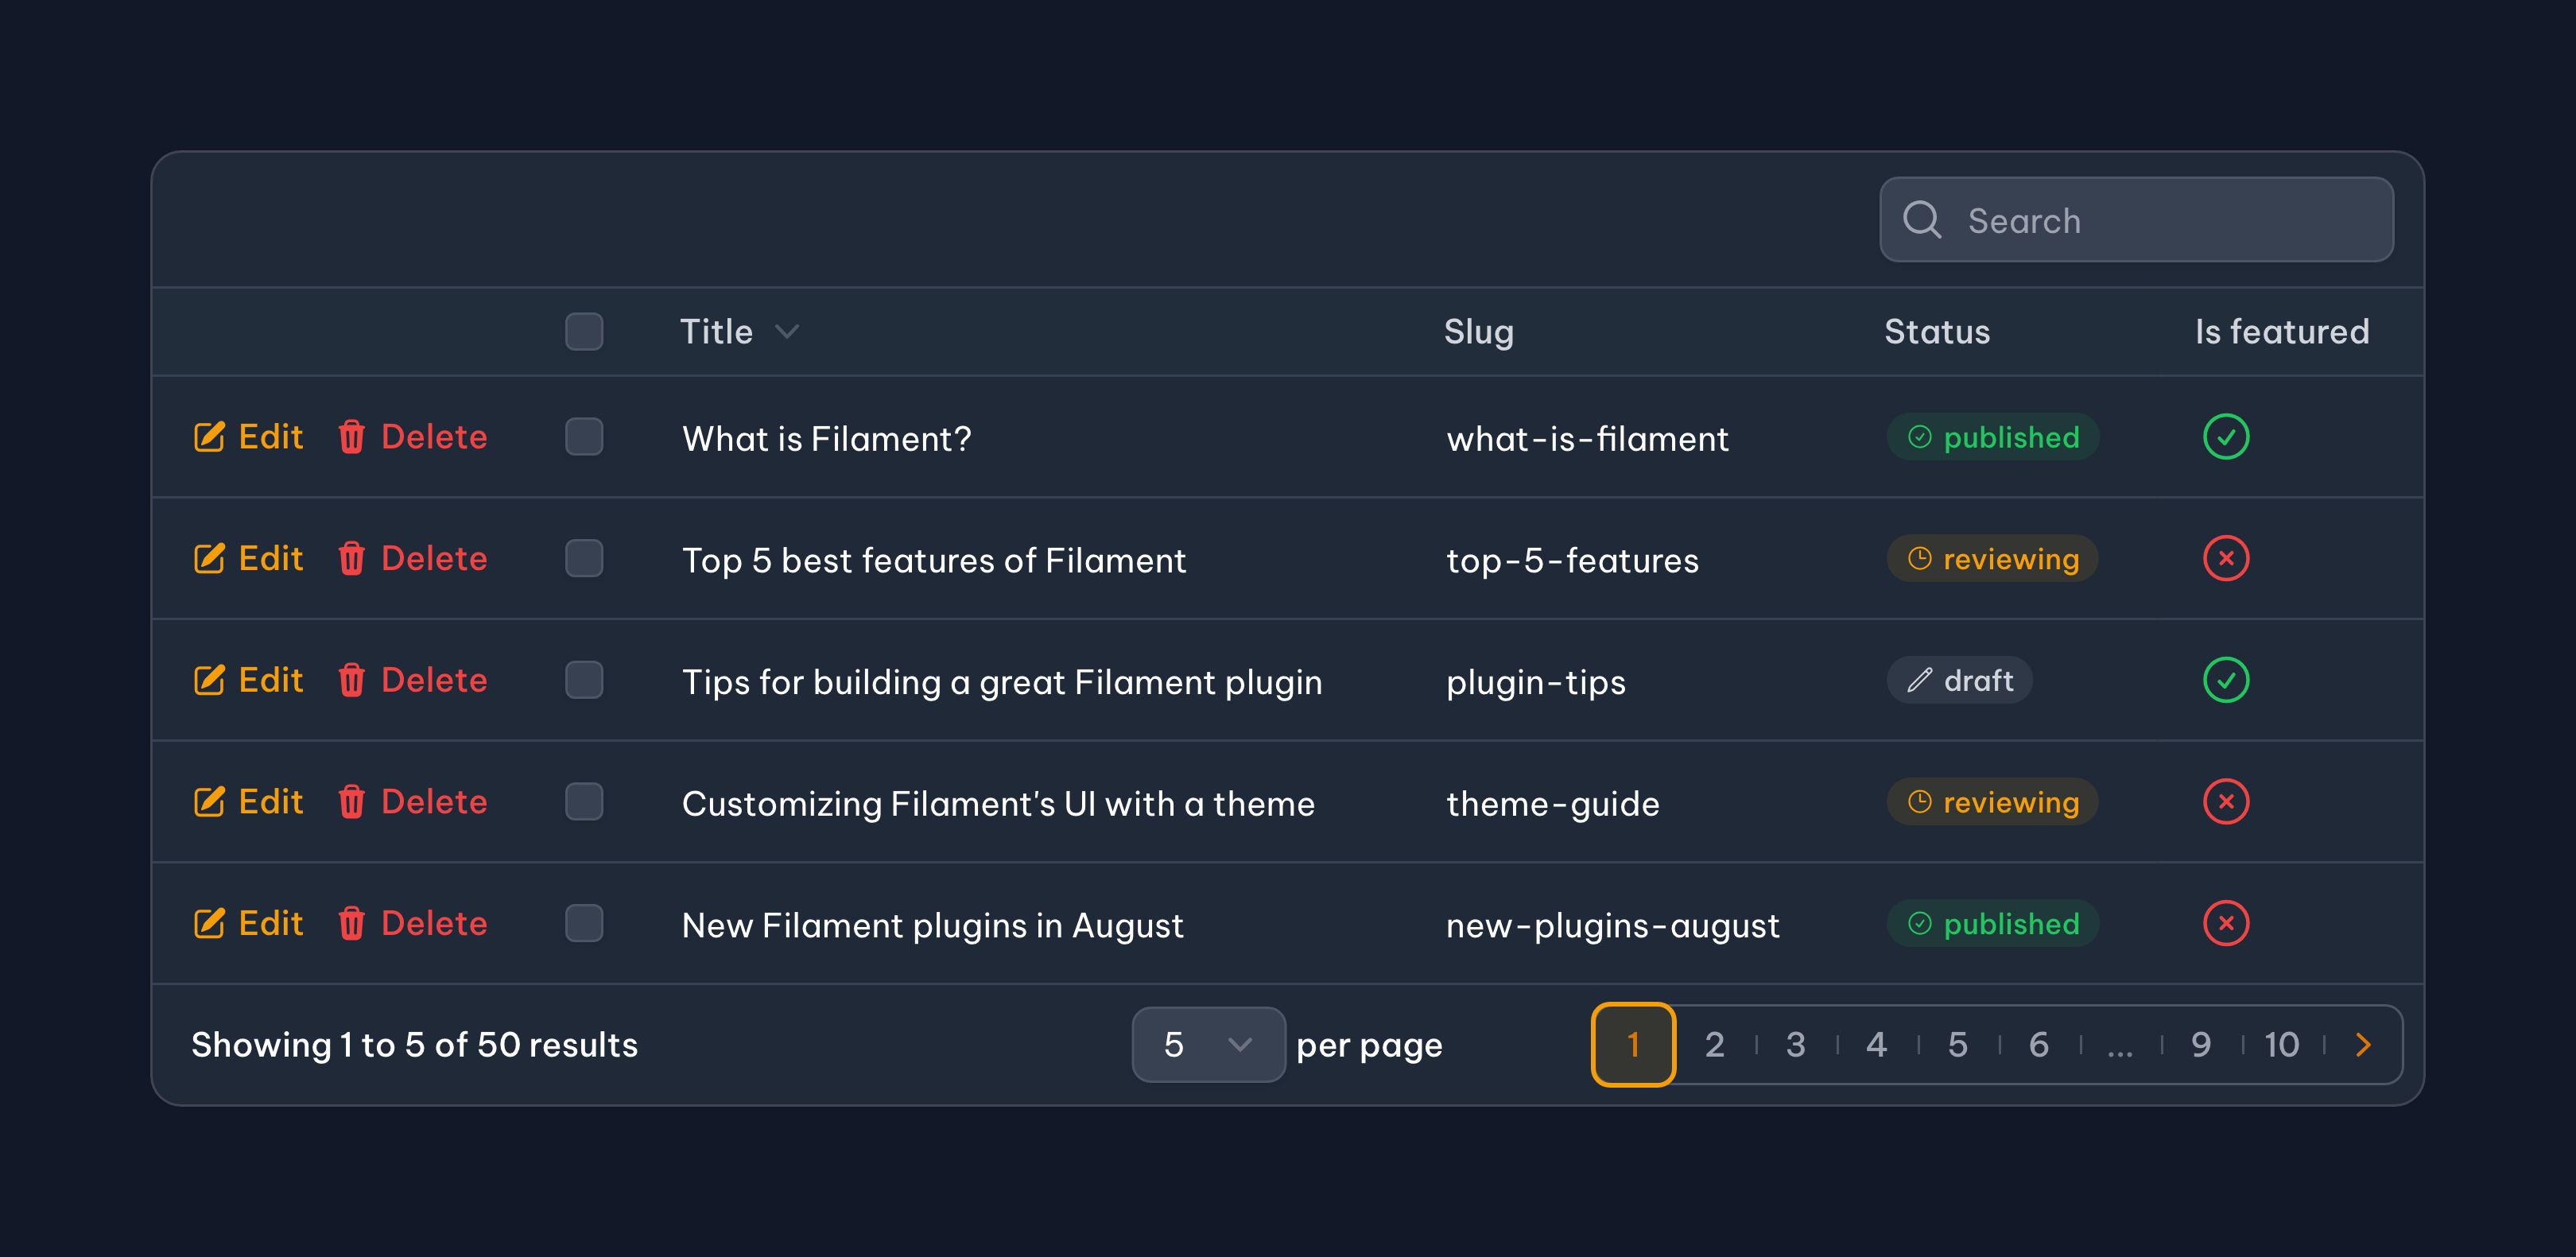 Search
Title Slug Status Is featured
Edit Delete What is Filament? what-is-filament published
Edit Delete Top 5 best features of Filament top-5-features reviewing
Edit Delete Tips for building a great Filament plugin plugin-tips draft
Edit Delete Customizing Filament's UI with a theme theme-guide reviewing
Edit Delete New Filament plugins in August new-plugins-august published
Showing 1 to 5 of 50 results 5 per page 1 2 3 4 5 6 ... 9 10